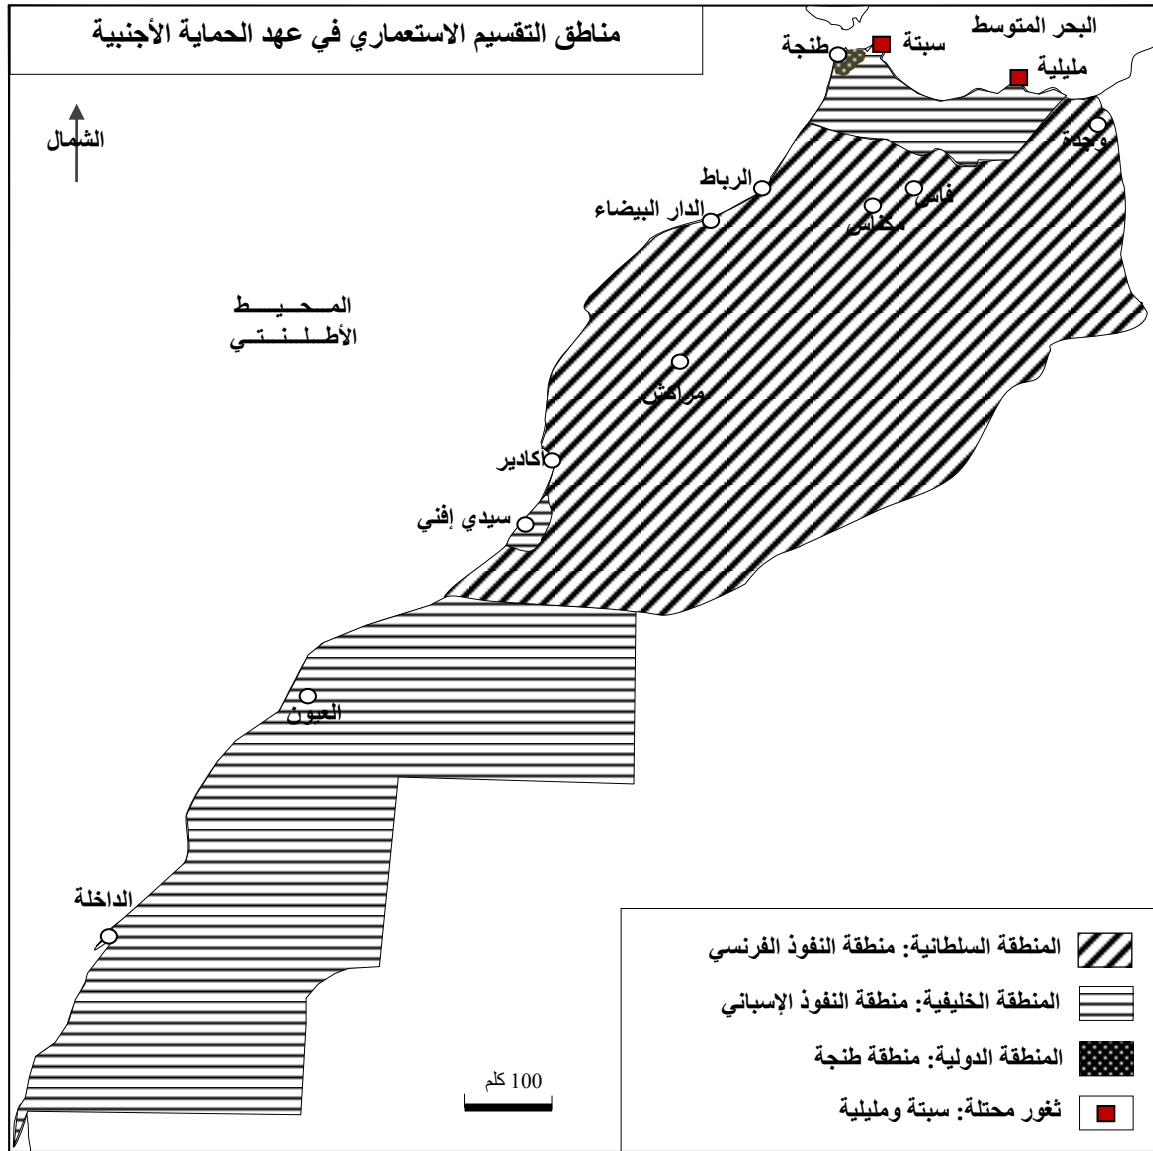 مناطق التقسيم الاستعماري في عهد الحماية الأجنبية
البحر المتوسط
سبتة
طنجة
مليلية
وجدة
الشمال
الرباط
فاس
مكناس
الدار البيضاء
المـــحـــيـــــط
الأطـــلــنـــتـــي
مراكش
أكادير
سيدي إفني
العيون
الداخلة
المنطقة السلطانية: منطقة النفوذ الفرنسي
المنطقة الخليفية: منطقة النفوذ الإسباني
المنطقة الدولية: منطقة طنجة
ثغور محتلة: سبتة ومليلية
100 كلم